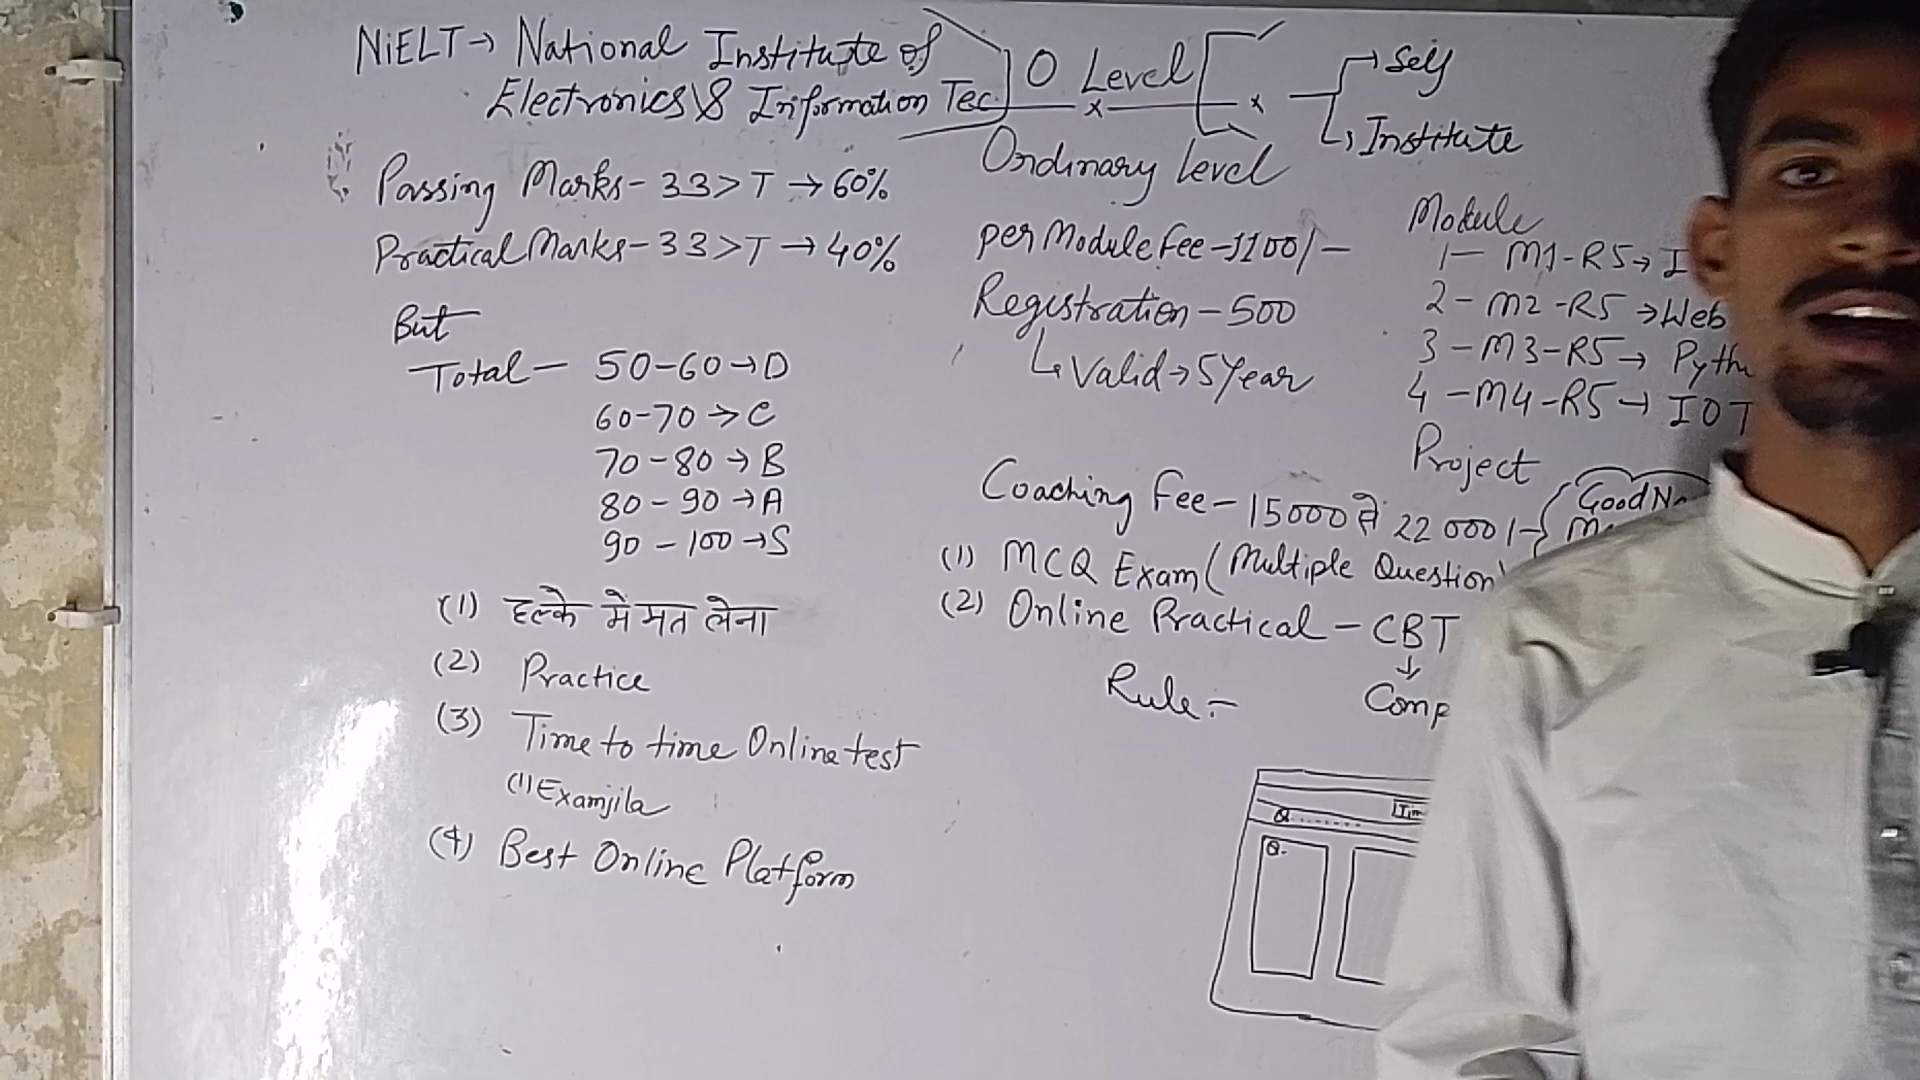 NiELT → National Institute of
Electronics & Information Tec
O Level
Ordinary Level
→ Self
↳ Institute
Passing Marks - 33 > T → 60%
Practical Marks - 33 > T → 40%
But
Total - 50-60 → D
60-70 → C
70-80 → B
80-90 → A
90-100 → S
(1) हल्के मे मत लेना
(2) Practice
(3) Time to time Online test
(1) Examjila
(4) Best Online Platform
per Module Fee - 1100/-
Registration - 500
↳ Valid → 5 Year
Module
1- M1-R5 → I
2- M2-R5 → Web
3- M3-R5 → Pyth
4- M4-R5 → IOT
Project
Coaching Fee - 15000 से 22000/-
Good
(1) MCQ Exam (Multiple Question)
(2) Online Practical - CBT
↓
Comp
Rule :-
Q.......
Tim
Q.